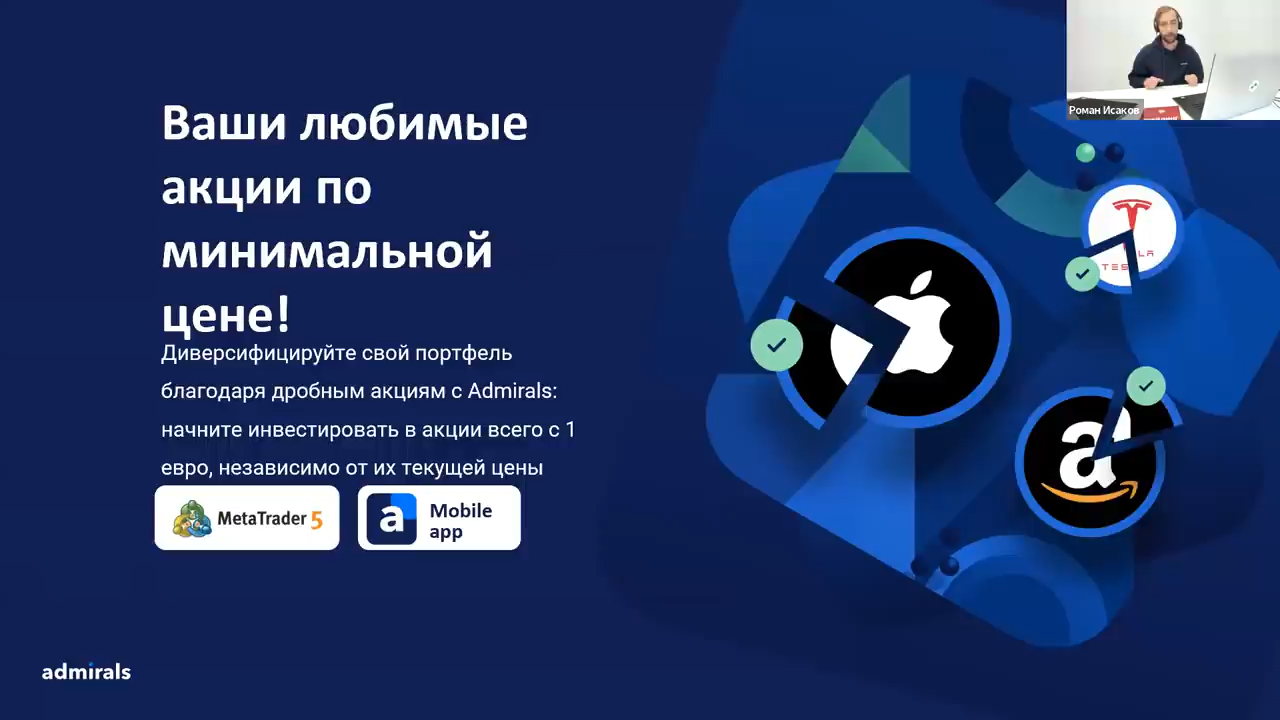 Ваши любимые
акции по
минимальной
цене!
Диверсифицируйте свой портфель
благодаря дробным акциям с Admirals:
начните инвестировать в акции всего с 1
евро, независимо от их текущей цены
MetaTrader 5
a Mobile
app
admirals
Роман Исаков
a